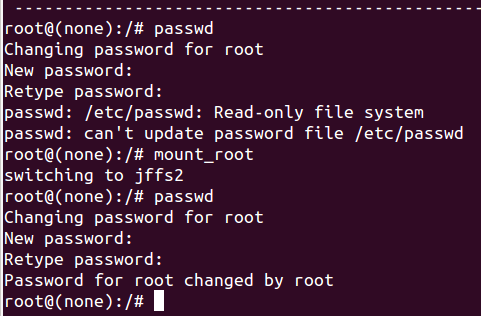 -------------------------------------------
root@(none):/# passwd
Changing password for root
New password:
Retype password:
passwd: /etc/passwd: Read-only file system
passwd: can't update password file /etc/passwd
root@(none):/# mount_root
switching to jffs2
root@(none):/# passwd
Changing password for root
New password:
Retype password:
Password for root changed by root
root@(none):/#